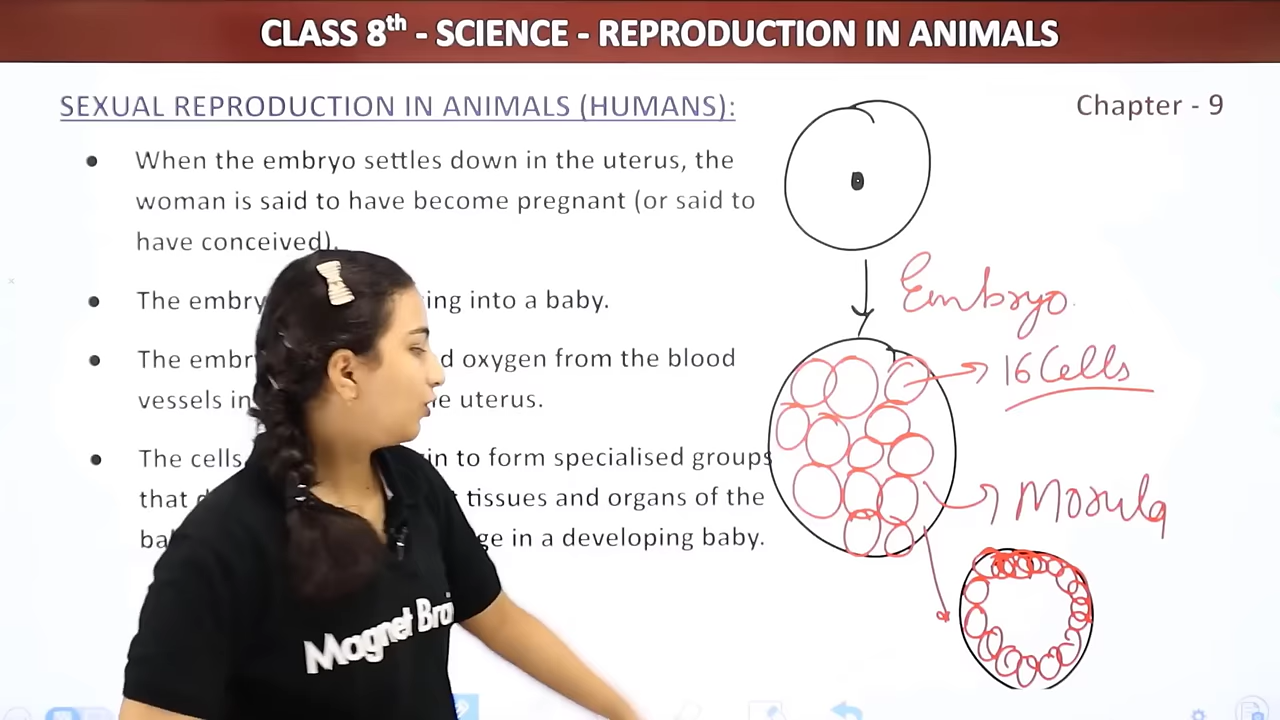 CLASS 8th - SCIENCE - REPRODUCTION IN ANIMALS
SEXUAL REPRODUCTION IN ANIMALS (HUMANS):
Chapter - 9
When the embryo settles down in the uterus, the
woman is said to have become pregnant (or said to
have conceived).
The embry ing into a baby.
The embr d oxygen from the blood
vessels in e uterus.
The cells in to form specialised groups
that d t tissues and organs of the
bab ge in a developing baby.
Embryo
16 Cells
Morula
Magnet Brai